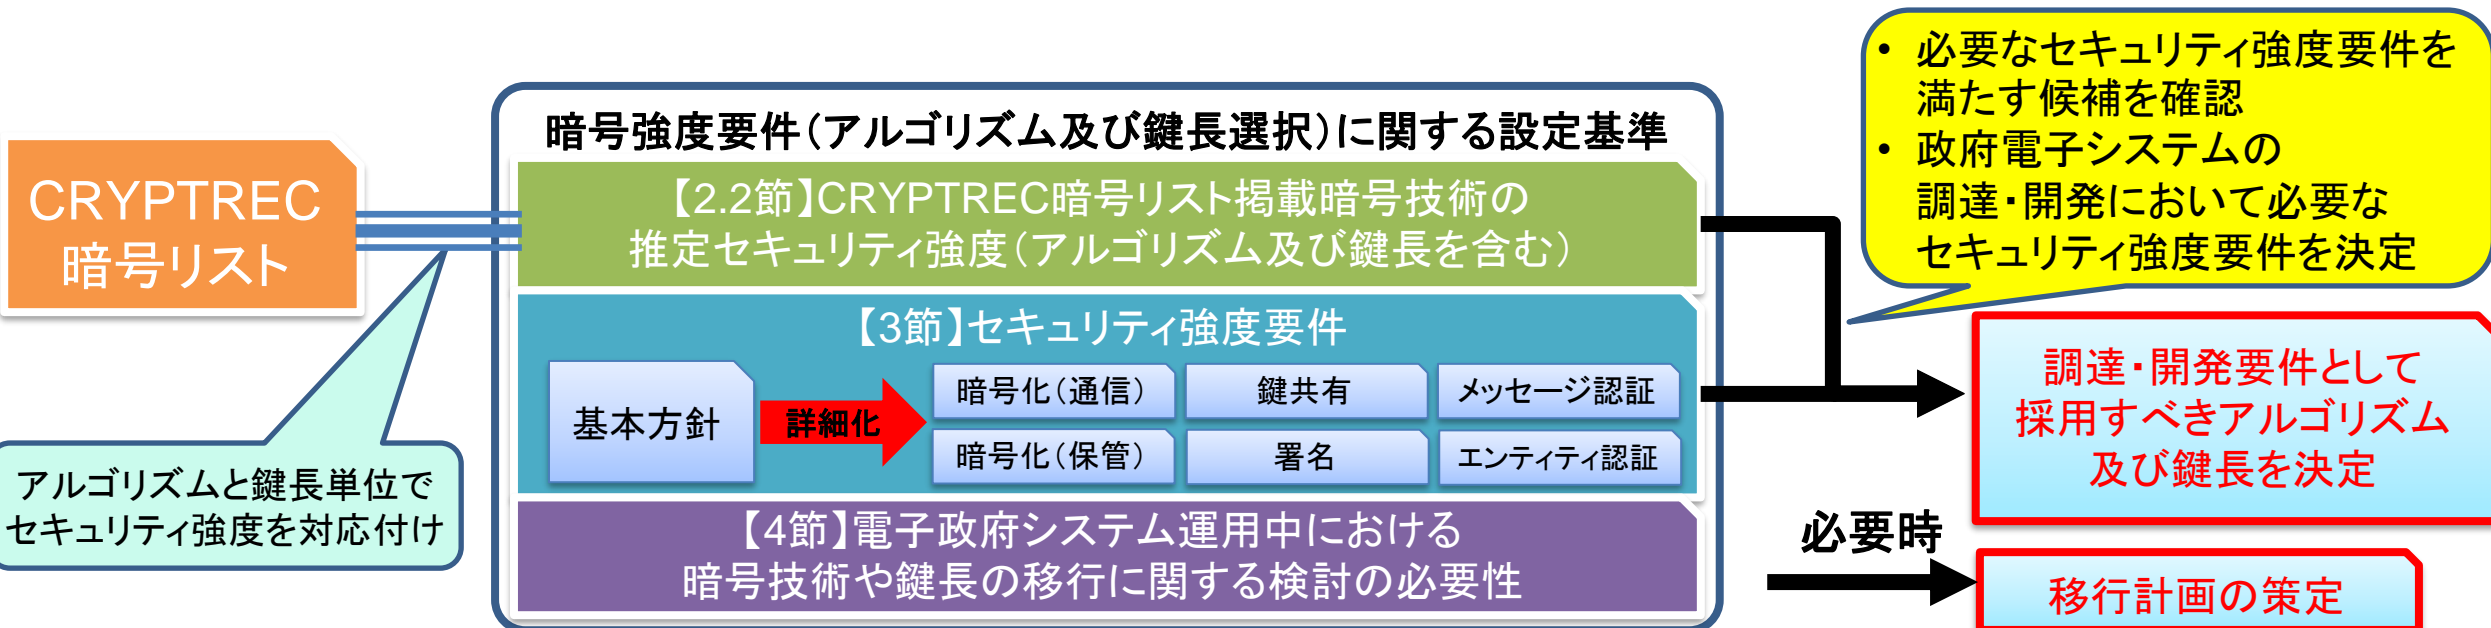 CRYPTREC
暗号リスト
アルゴリズムと鍵長単位で
セキュリティ強度を対応付け
暗号強度要件(アルゴリズム及び鍵長選択)に関する設定基準
【2.2節】CRYPTREC暗号リスト掲載暗号技術の
推定セキュリティ強度(アルゴリズム及び鍵長を含む)
【3節】セキュリティ強度要件
基本方針
詳細化
暗号化(通信)
鍵共有
メッセージ認証
暗号化(保管)
署名
エンティティ認証
【4節】電子政府システム運用中における
暗号技術や鍵長の移行に関する検討の必要性
• 必要なセキュリティ強度要件を
満たす候補を確認
• 政府電子システムの
調達・開発において必要な
セキュリティ強度要件を決定
調達・開発要件として
採用すべきアルゴリズム
及び鍵長を決定
必要時
移行計画の策定